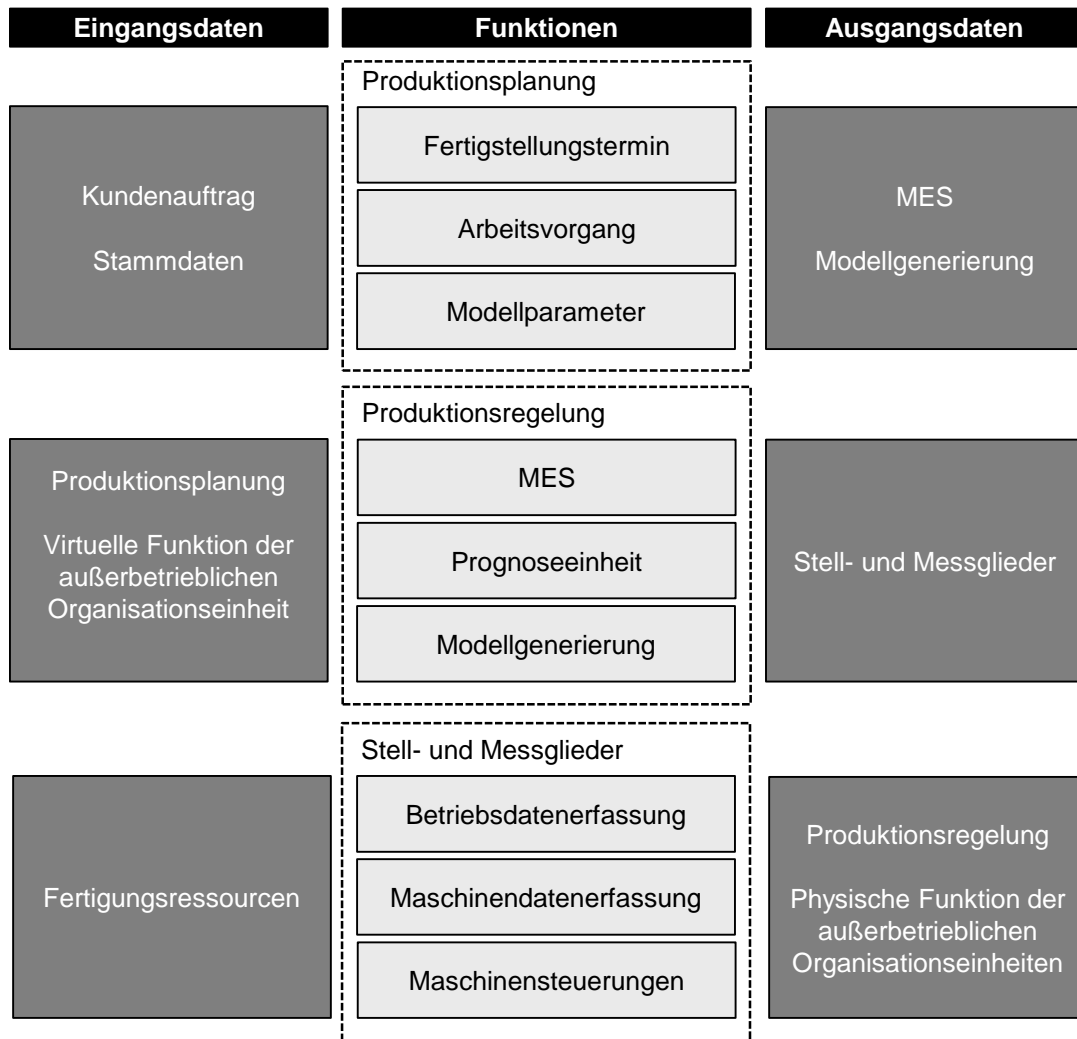 Eingangsdaten
Funktionen
Ausgangsdaten
Kundenauftrag
Stammdaten
Produktionsplanung
Fertigstellungstermin
Arbeitsvorgang
Modellparameter
MES
Modellgenerierung
Produktionsplanung
Virtuelle Funktion der
außerbetrieblichen
Organisationseinheit
Produktionsregelung
MES
Prognoseeinheit
Modellgenerierung
Stell- und Messglieder
Fertigungsressourcen
Stell- und Messglieder
Betriebsdatenerfassung
Maschinendatenerfassung
Maschinensteuerungen
Produktionsregelung
Physische Funktion der
außerbetrieblichen
Organisationseinheiten